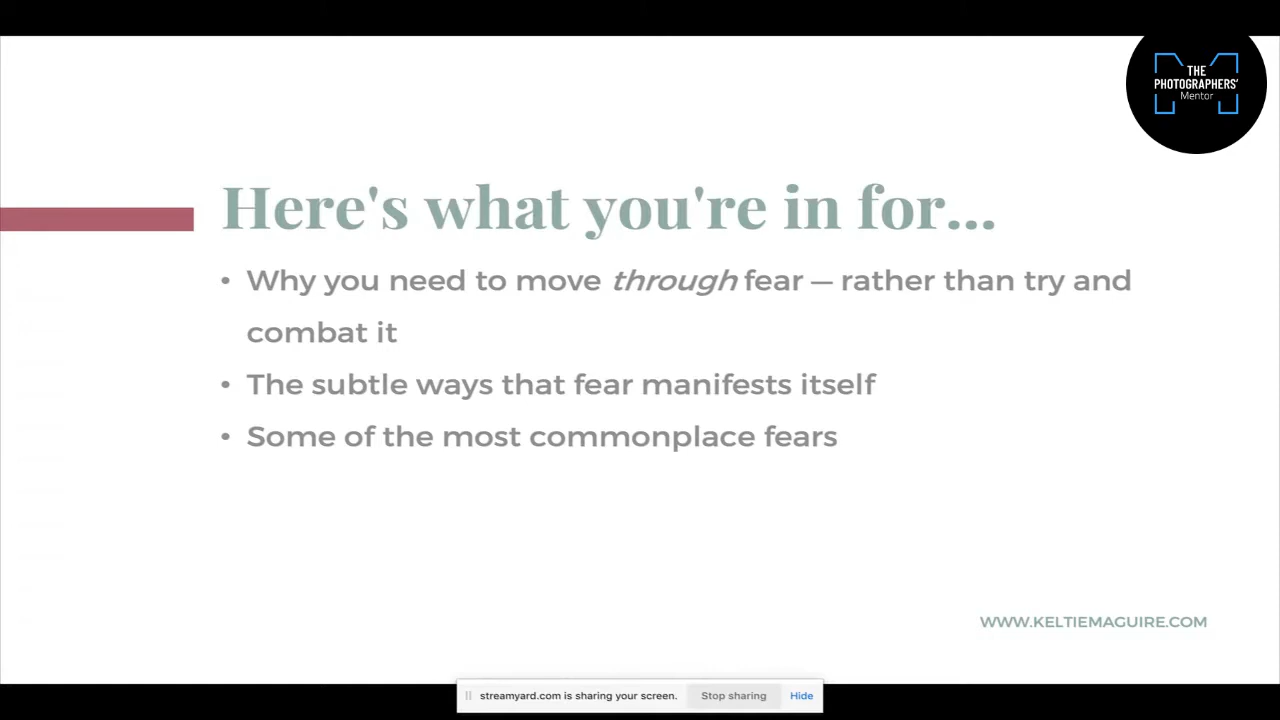 THE
PHOTOGRAPHERS'
Mentor
Here's what you're in for...
• Why you need to move through fear — rather than try and
combat it
• The subtle ways that fear manifests itself
• Some of the most commonplace fears
WWW.KELTIEMAGUIRE.COM
streamyard.com is sharing your screen. Stop sharing Hide